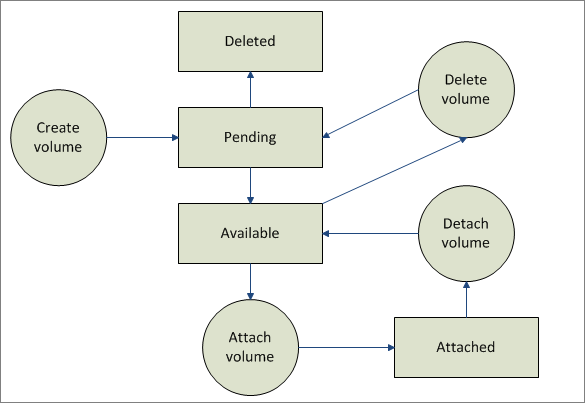 Deleted
Delete
volume
Create
volume
Pending
Available
Detach
volume
Attach
volume
Attached